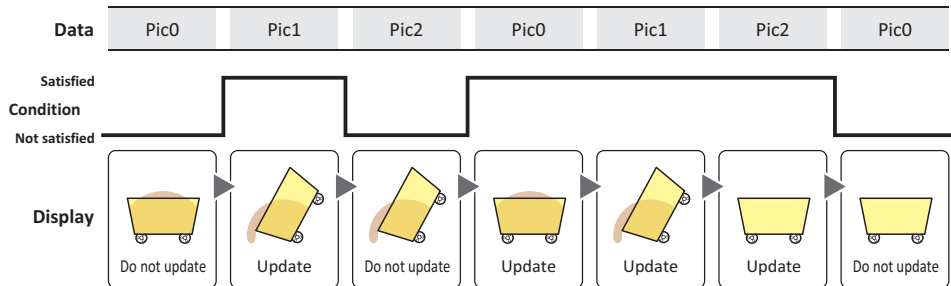 Data Pic0 Pic1 Pic2 Pic0 Pic1 Pic2 Pic0
Satisfied
Condition
Not satisfied
Display
Do not update Update Do not update Update Update Update Do not update